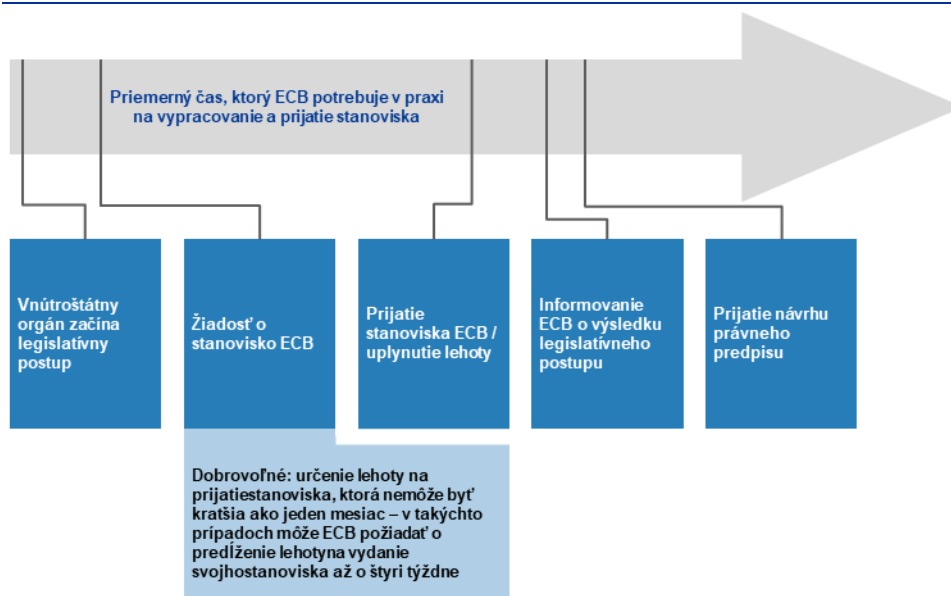 Priemerný čas, ktorý ECB potrebuje v praxi
na vypracovanie a prijatie stanoviska
Vnútroštátny
orgán začína
legislatívny
postup
Žiadosť o
stanovisko ECB
Prijatie
stanoviska ECB /
uplynutie lehoty
Informovanie
ECB o výsledku
legislatívneho
postupu
Prijatie návrhu
právneho
predpisu
Dobrovoľné: určenie lehoty na
prijatiestanoviska, ktorá nemôže byť
kratšia ako jeden mesiac – v takýchto
prípadoch môže ECB požiadať o
predĺženie lehotyna vydanie
svojhostanoviska až o štyri týždne